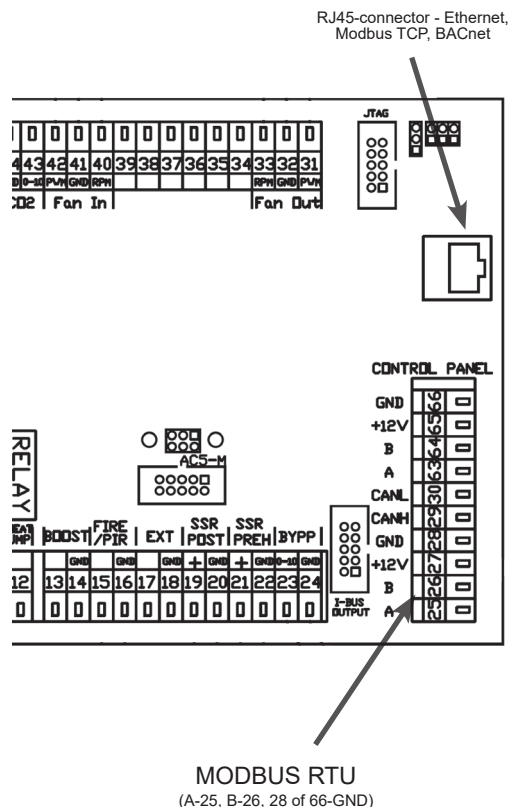 RJ45-connector - Ethernet,
Modbus TCP, BACnet
JTAG
43 42 41 40 39 38 37 36 35 34 33 32 31
0-10 PWM GND RPM RPM GND PWM
CO2 Fan In Fan Out
CONTROL PANEL
GND 66
+12V 65
B 64
A 63
CANL 30
CANH 29
GND 28
+12V 27
B 26
A 25
RELAY
AC5-M
BOOST FIRE /PIR EXT SSR POST SSR PREH BYPP
GND GND GND + GND + GND 0-10 GND
12 13 14 15 16 17 18 19 20 21 22 23 24
I-BUS
OUTPUT
MODBUS RTU
(A-25, B-26, 28 of 66-GND)